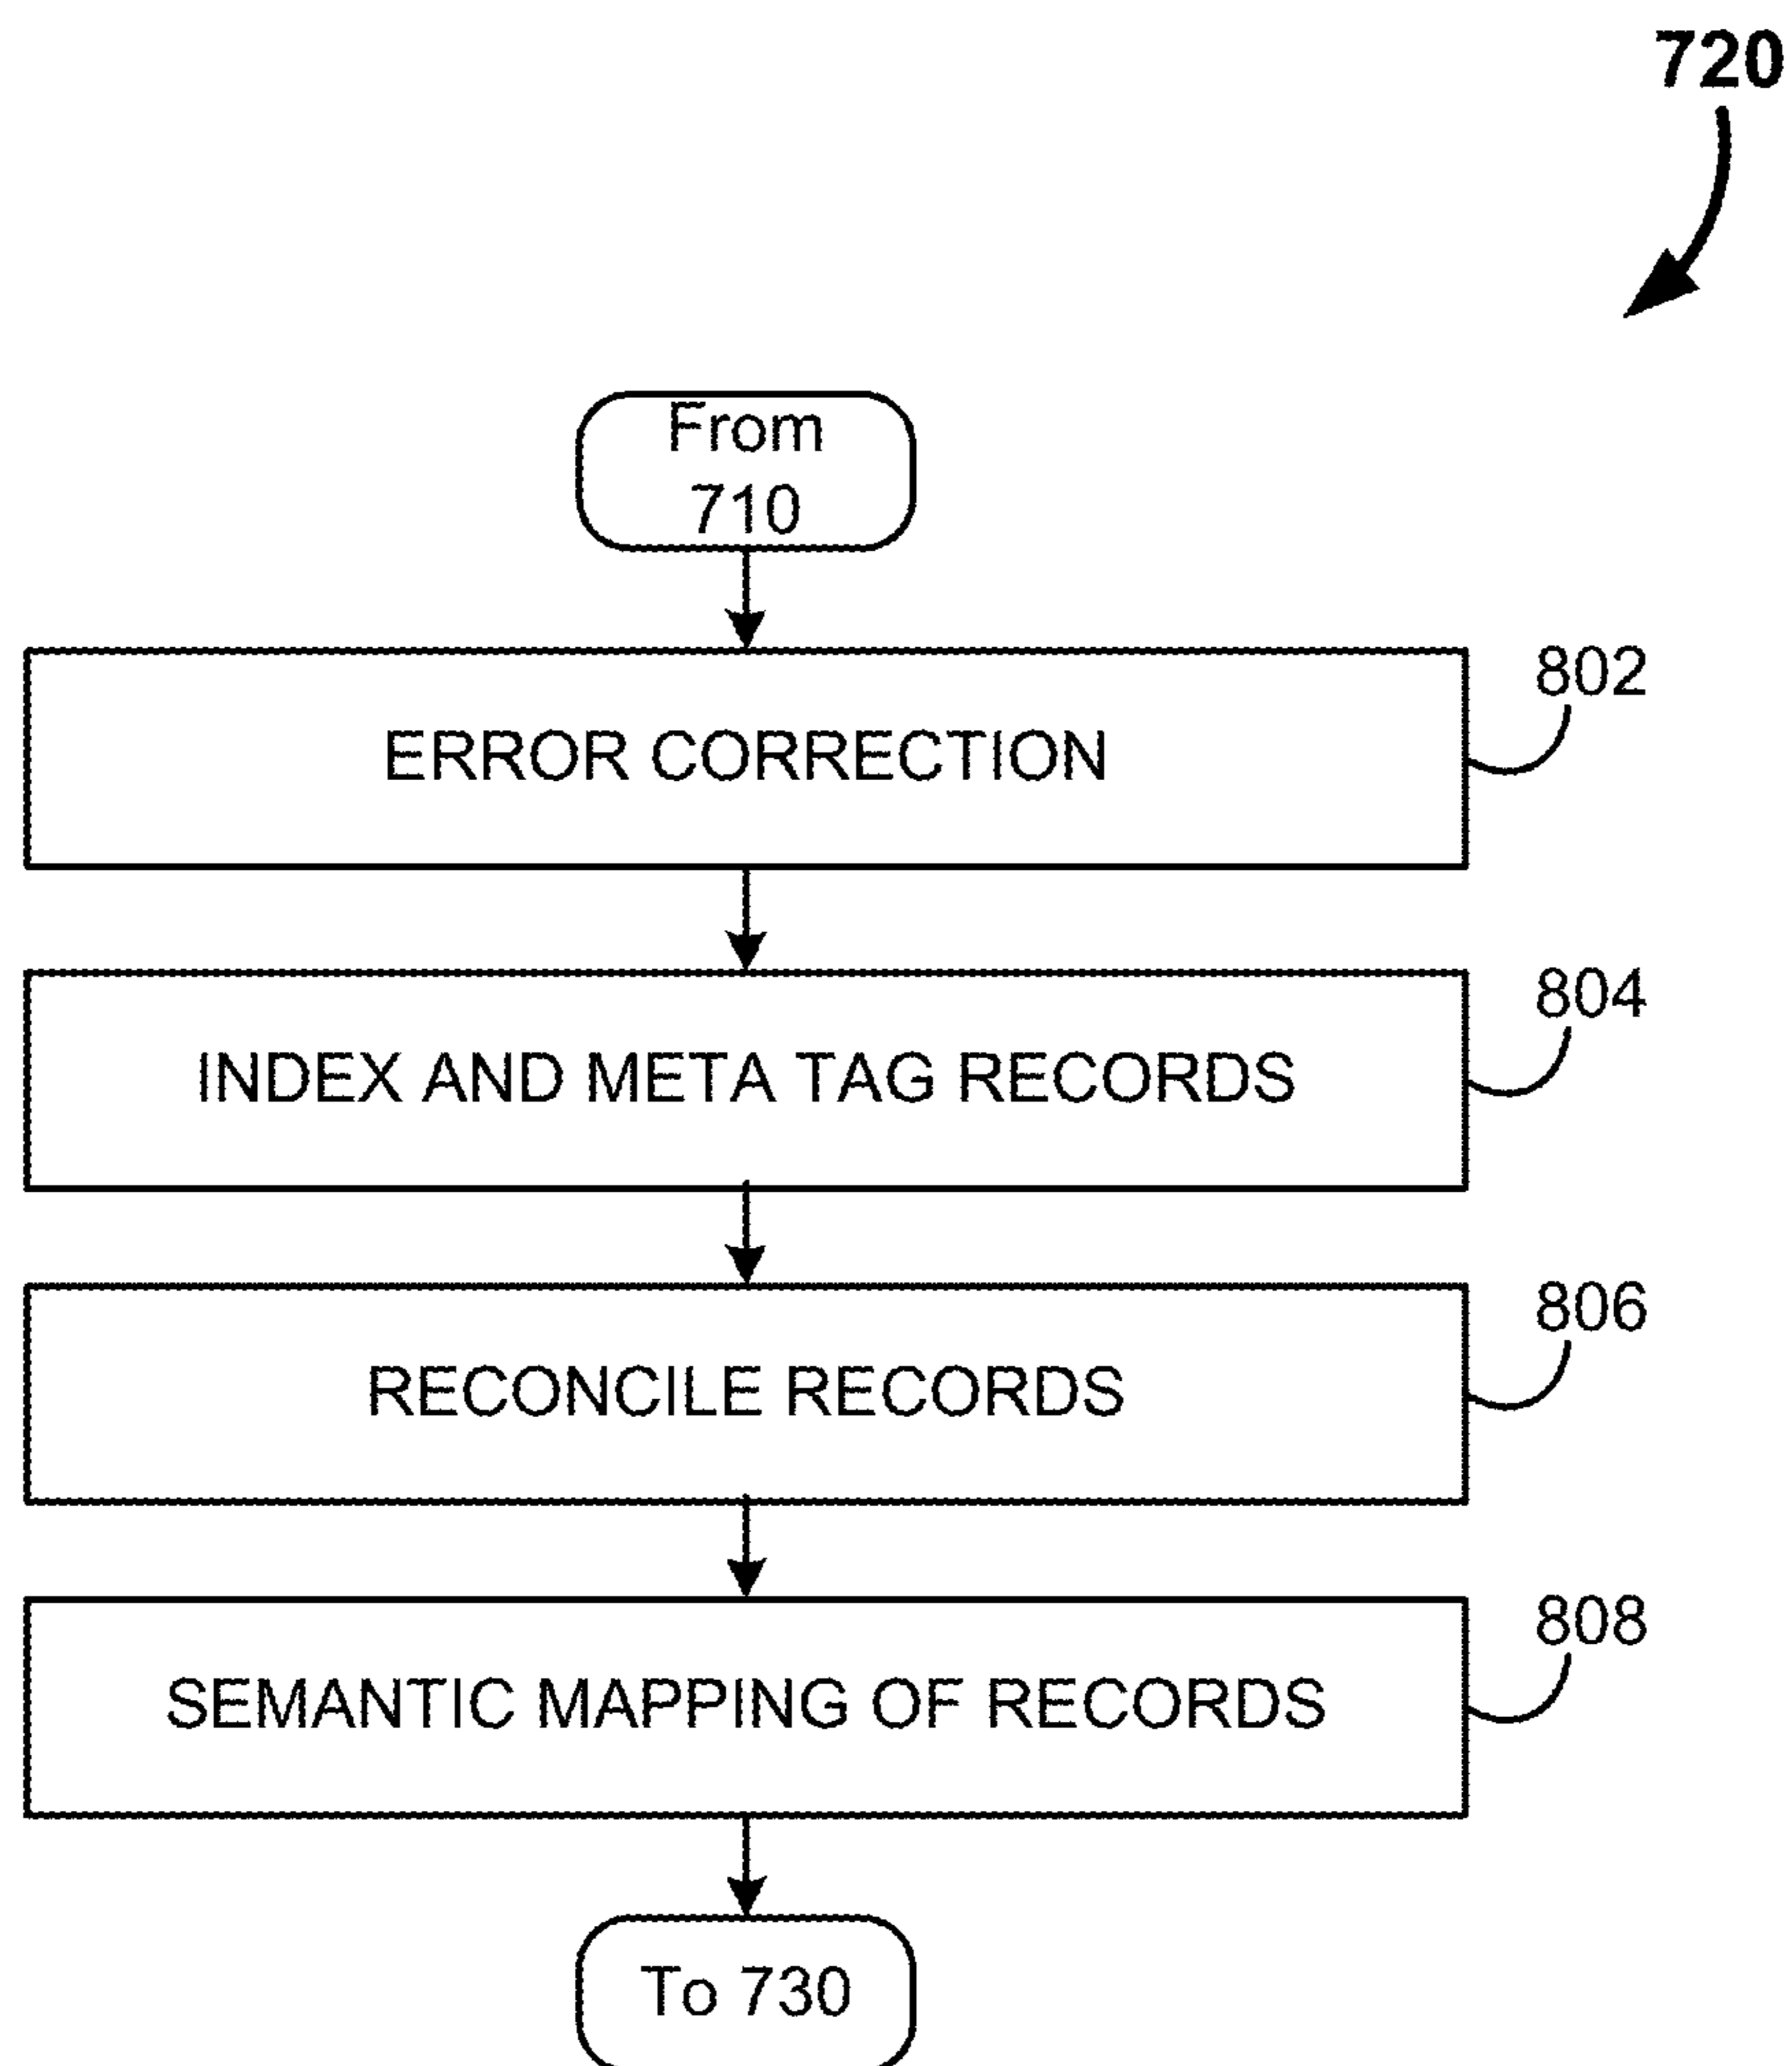 720
From
710
ERROR CORRECTION
802
INDEX AND META TAG RECORDS
804
RECONCILE RECORDS
806
SEMANTIC MAPPING OF RECORDS
808
To 730